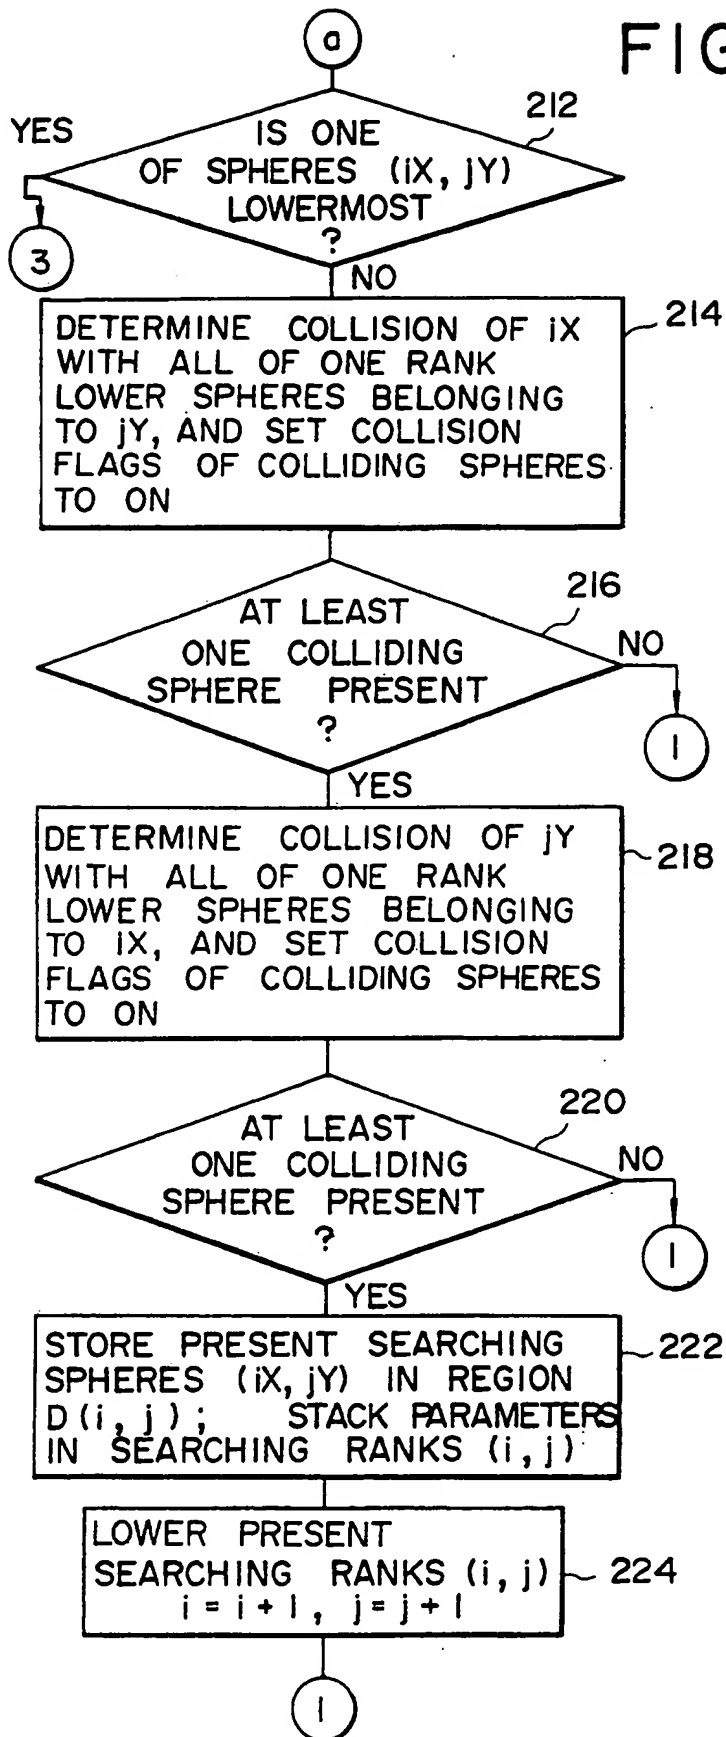 a
FIG
212
YES
IS ONE
OF SPHERES (iX, jY)
LOWERMOST
?
3
NO
214
DETERMINE COLLISION OF iX
WITH ALL OF ONE RANK
LOWER SPHERES BELONGING
TO jY, AND SET COLLISION
FLAGS OF COLLIDING SPHERES
TO ON
216
AT LEAST
ONE COLLIDING
SPHERE PRESENT
?
NO
1
YES
218
DETERMINE COLLISION OF jY
WITH ALL OF ONE RANK
LOWER SPHERES BELONGING
TO iX, AND SET COLLISION
FLAGS OF COLLIDING SPHERES
TO ON
220
AT LEAST
ONE COLLIDING
SPHERE PRESENT
?
NO
1
YES
222
STORE PRESENT SEARCHING
SPHERES (iX, jY) IN REGION
D(i, j); STACK PARAMETERS
IN SEARCHING RANKS (i, j)
224
LOWER PRESENT
SEARCHING RANKS (i, j)
i = i + 1, j = j + 1
1